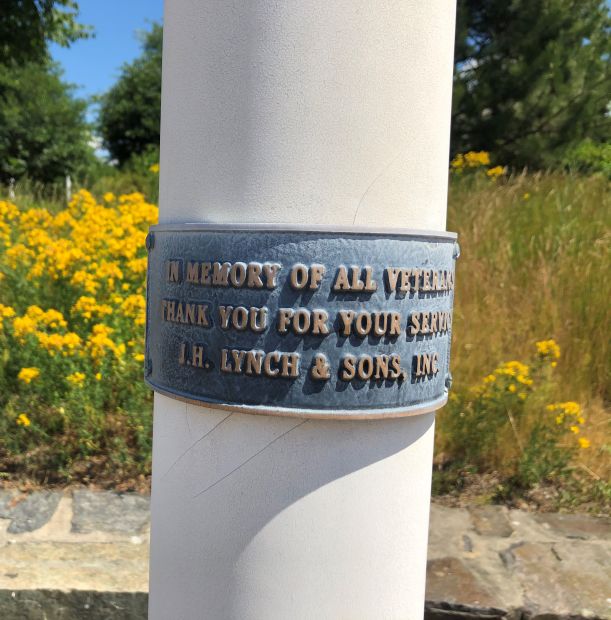 IN MEMORY OF ALL VETERANS
THANK YOU FOR YOUR SERVICE
J.H. LYNCH & SONS, INC